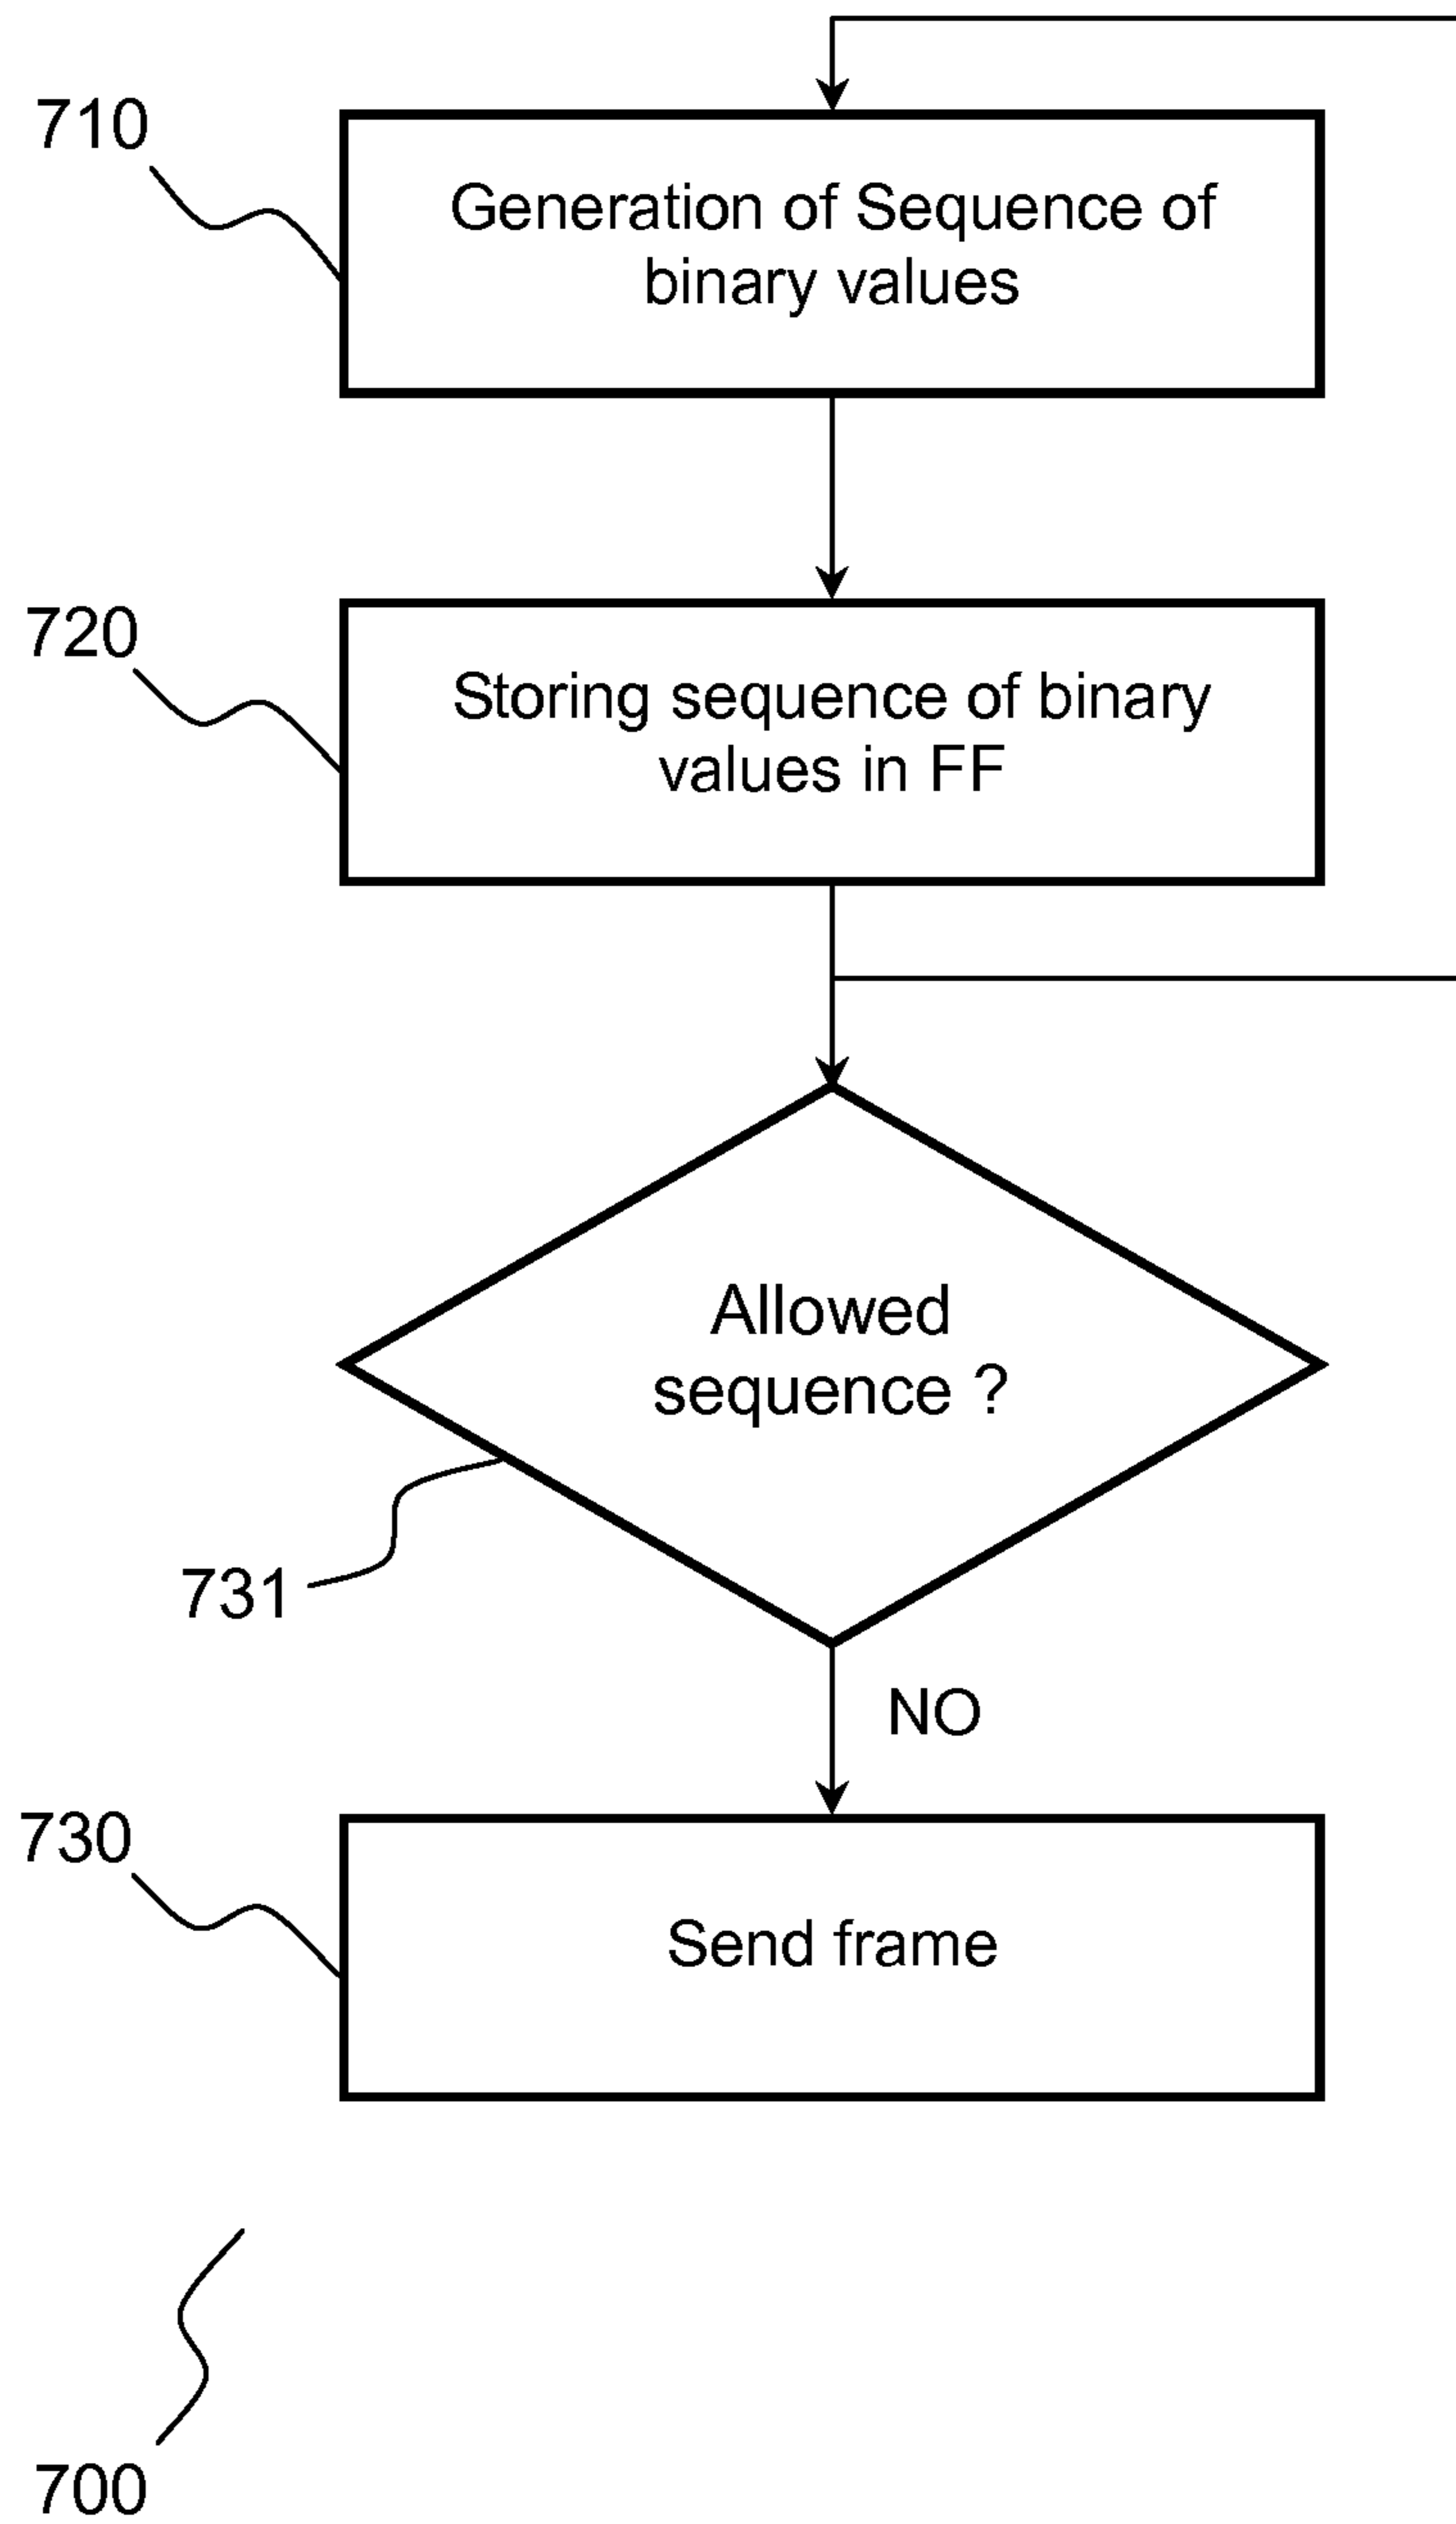 710
Generation of Sequence of
binary values
720
Storing sequence of binary
values in FF
Allowed
sequence ?
731
NO
730
Send frame
700